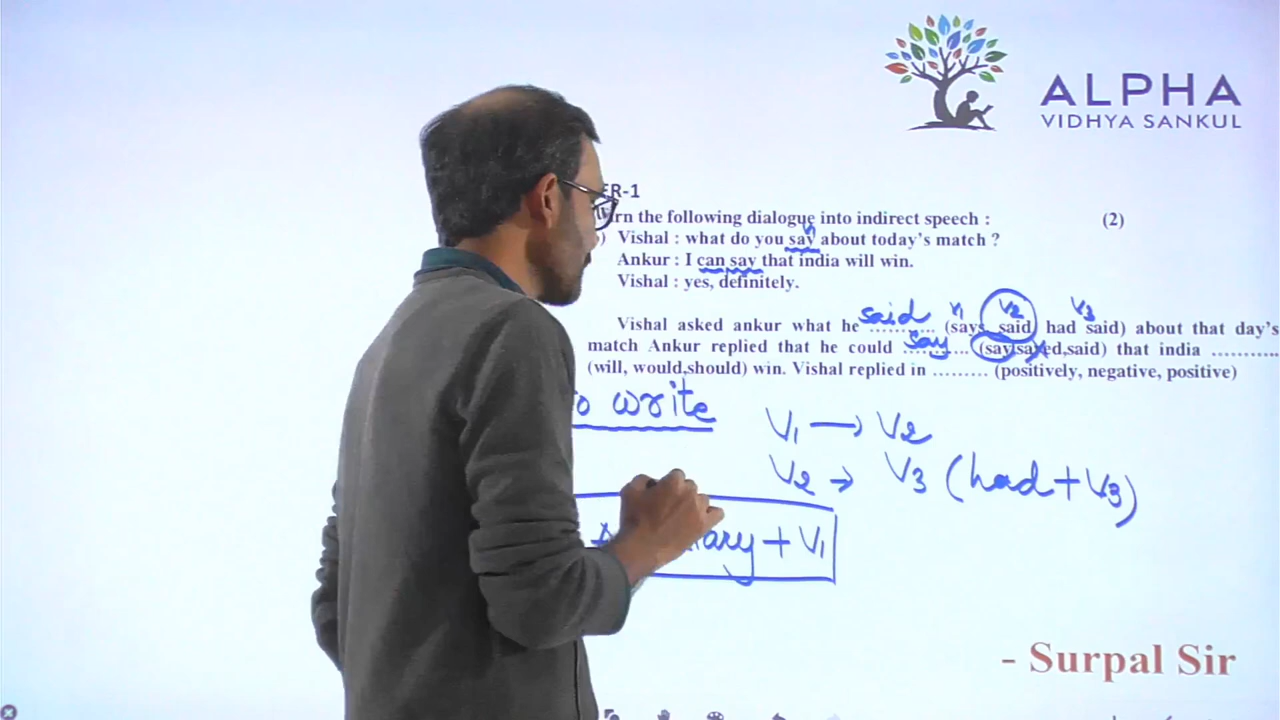 ALPHA
VIDHYA SANKUL
ER-1
rn the following dialogue into indirect speech : (2)
) Vishal : what do you say about today's match ?
V1
Ankur : I can say that india will win.
Vishal : yes, definitely.
said V1 V2 V3
Vishal asked ankur what he ………… (says, said, had said) about that day's
say
match Ankur replied that he could ………… (say,sayed,said) that india …………
(will, would,should) win. Vishal replied in ……… (positively, negative, positive)
write
V1 → V2
V2 → V3 (had + V3)
+ V1
- Surpal Sir